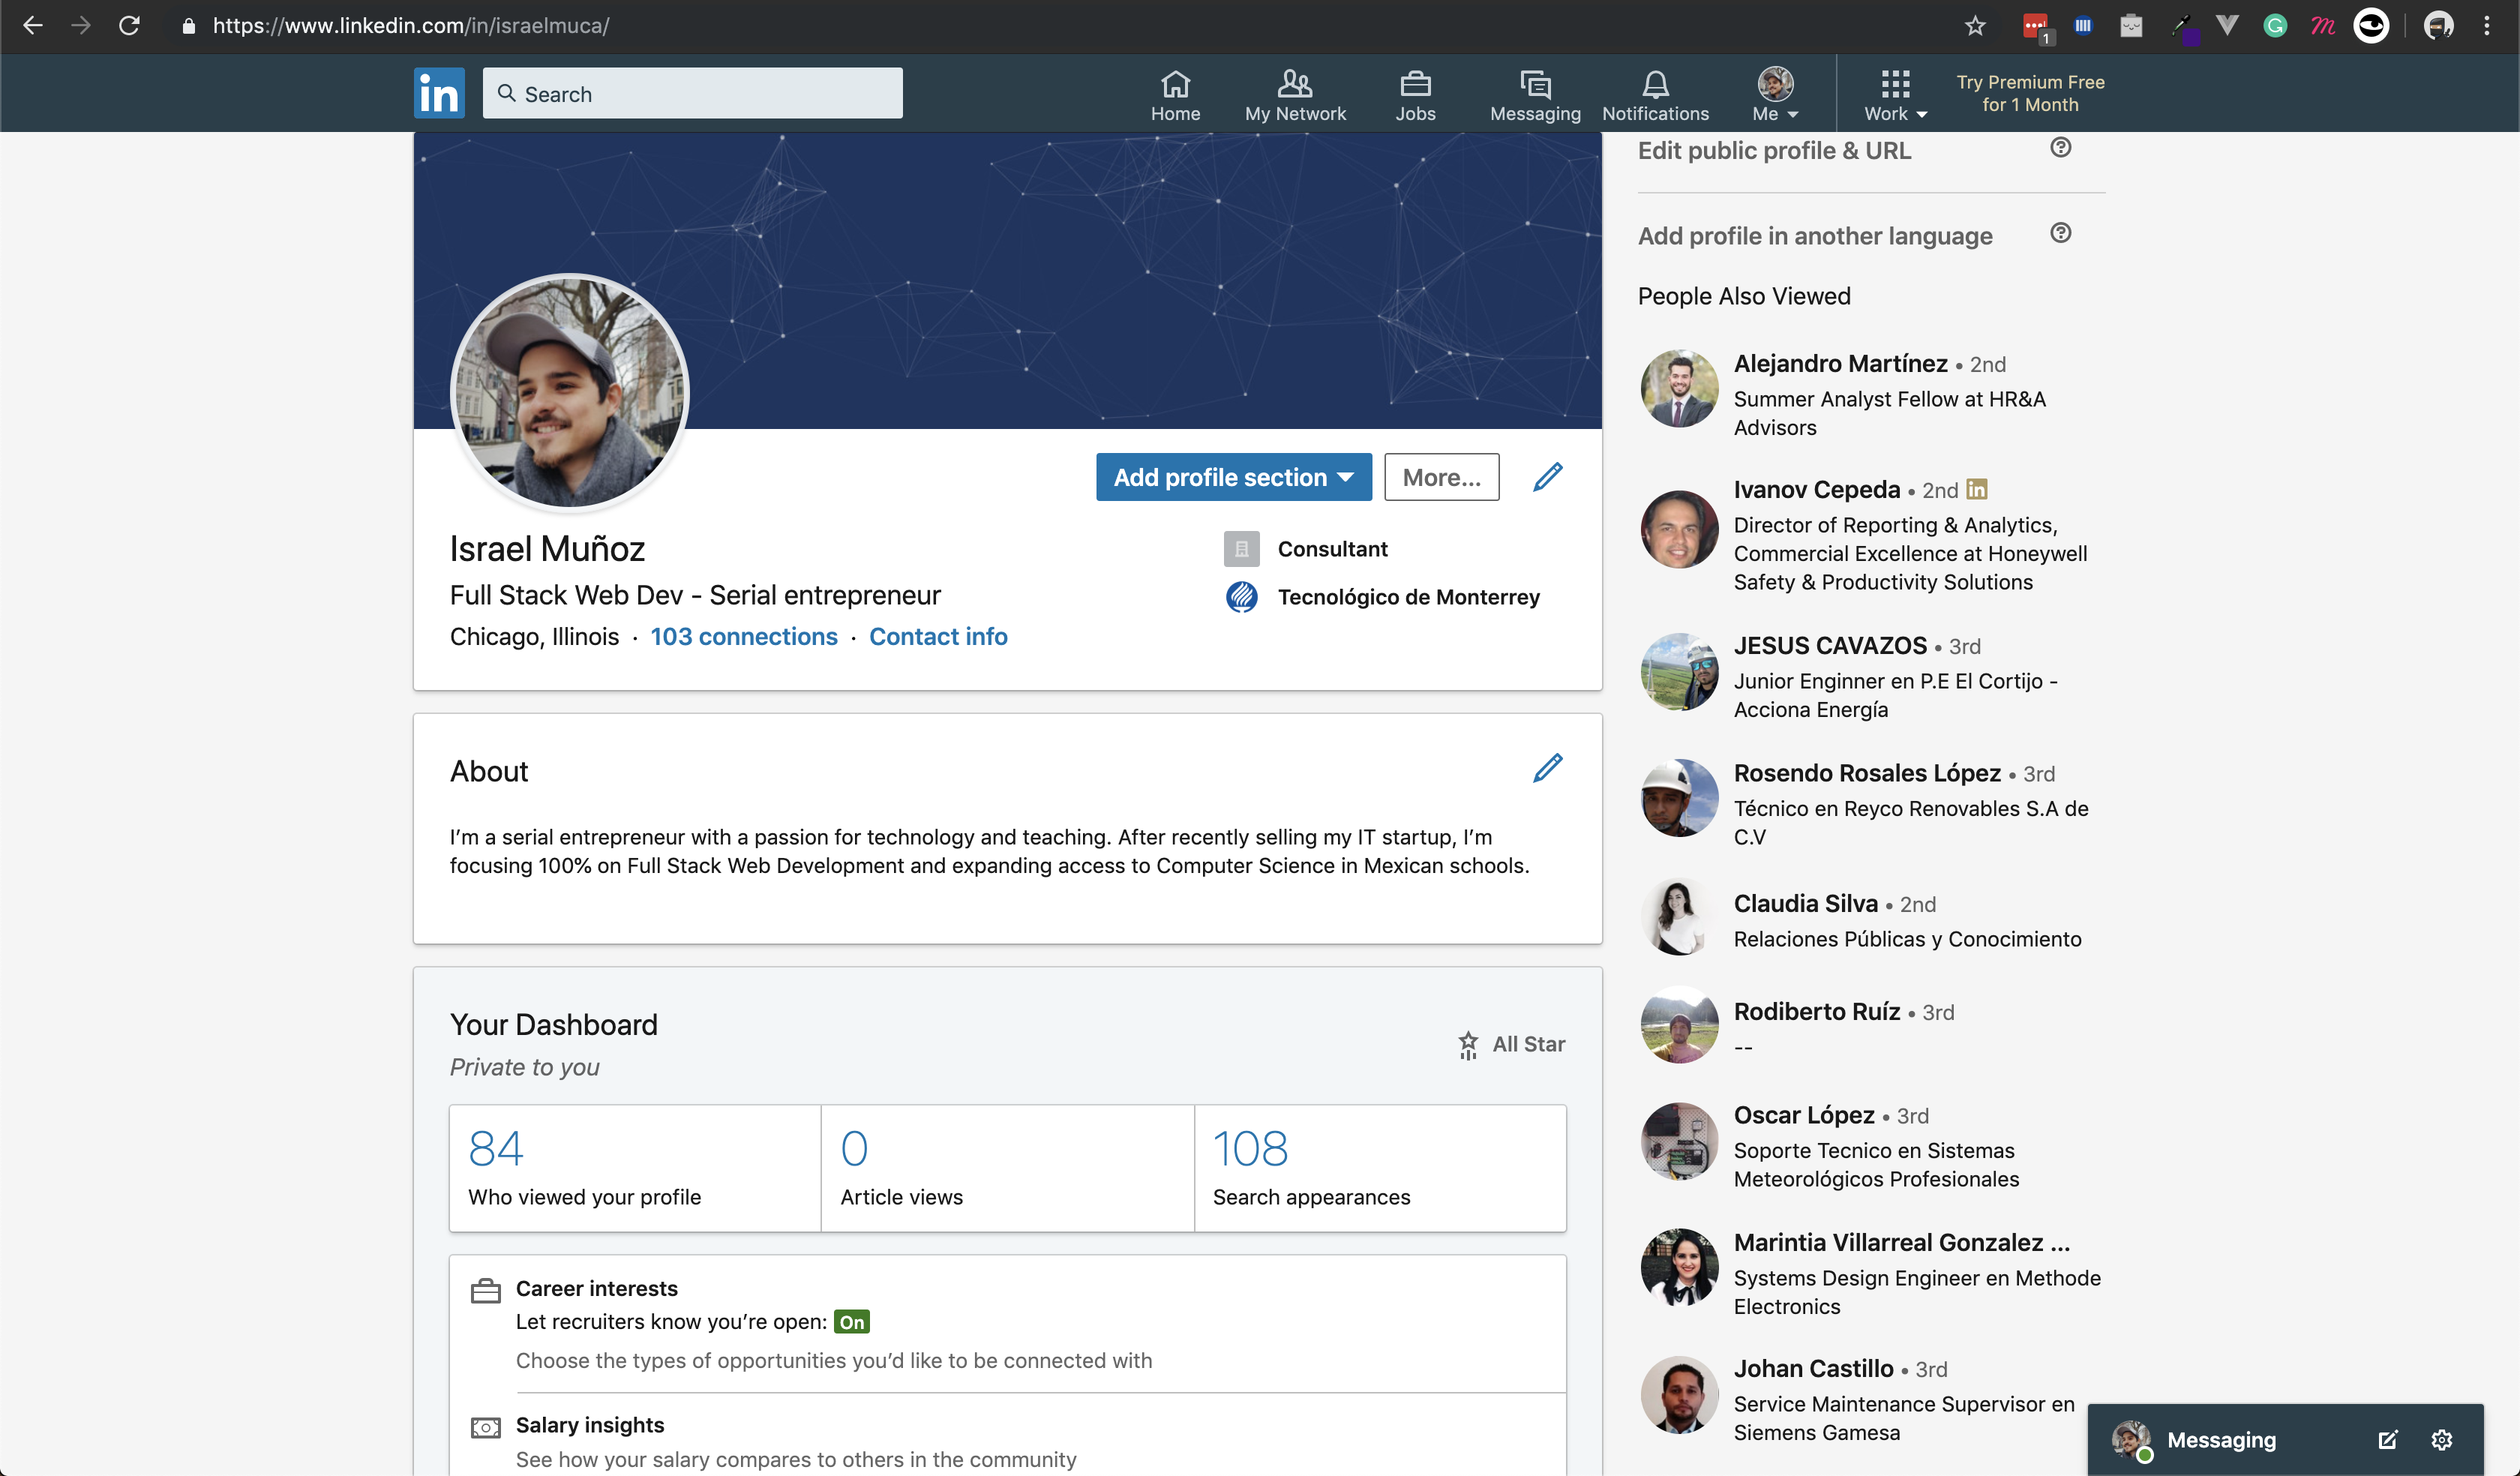 https://www.linkedin.com/in/israelmuca/
1
in
Search
Home
My Network
Jobs
Messaging
Notifications
Me
Work
Try Premium Free
for 1 Month
Add profile section
More...
Israel Muñoz
Full Stack Web Dev - Serial entrepreneur
Chicago, Illinois · 103 connections · Contact info
Consultant
Tecnológico de Monterrey
About
I’m a serial entrepreneur with a passion for technology and teaching. After recently selling my IT startup, I’m
focusing 100% on Full Stack Web Development and expanding access to Computer Science in Mexican schools.
Your Dashboard
Private to you
All Star
84
Who viewed your profile
0
Article views
108
Search appearances
Career interests
Let recruiters know you’re open: On
Choose the types of opportunities you’d like to be connected with
Salary insights
See how your salary compares to others in the community
Edit public profile & URL
Add profile in another language
People Also Viewed
Alejandro Martínez • 2nd
Summer Analyst Fellow at HR&A
Advisors
Ivanov Cepeda • 2nd in
Director of Reporting & Analytics,
Commercial Excellence at Honeywell
Safety & Productivity Solutions
JESUS CAVAZOS • 3rd
Junior Enginner en P.E El Cortijo -
Acciona Energía
Rosendo Rosales López • 3rd
Técnico en Reyco Renovables S.A de
C.V
Claudia Silva • 2nd
Relaciones Públicas y Conocimiento
Rodiberto Ruíz • 3rd
--
Oscar López • 3rd
Soporte Tecnico en Sistemas
Meteorológicos Profesionales
Marintia Villarreal Gonzalez ...
Systems Design Engineer en Methode
Electronics
Johan Castillo • 3rd
Service Maintenance Supervisor en
Siemens Gamesa
Messaging